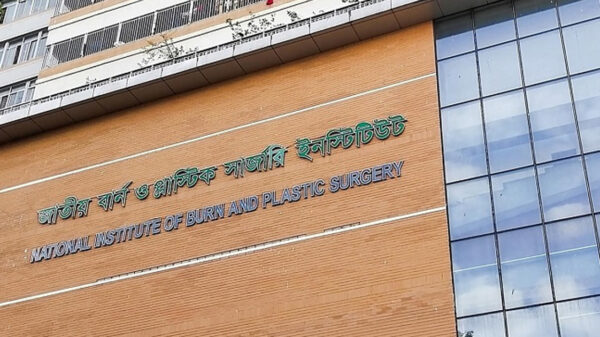 জাতীয় বার্ন ও প্লাস্টিক সার্জারি ইনস্টিটিউট
NATIONAL INSTITUTE OF BURN AND PLASTIC SURGERY